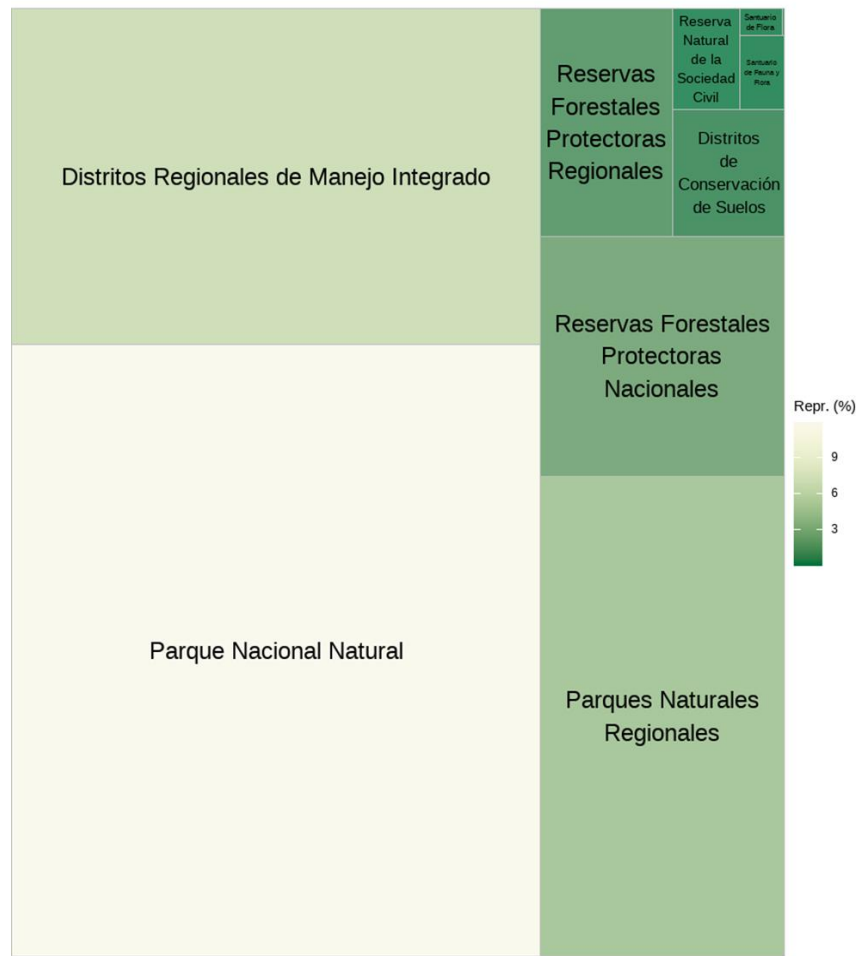 Distritos Regionales de Manejo Integrado
Parque Nacional Natural
Reservas
Forestales
Protectoras
Regionales
Reserva
Natural
de la
Sociedad
Civil
Santuario
de Flora
Santuario
de Fauna y
Flora
Distritos
de
Conservación
de Suelos
Reservas Forestales
Protectoras
Nacionales
Parques Naturales
Regionales
Repr. (%)
9
6
3